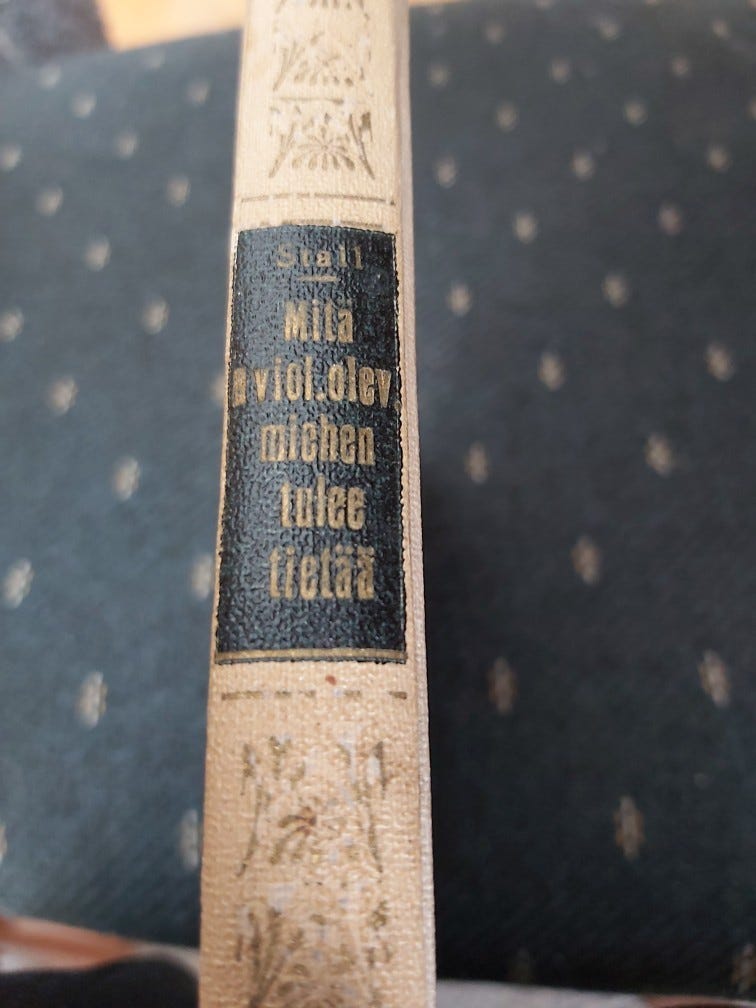 Stall
Mitä
aviol.olev.
miehen
tulee
tietää